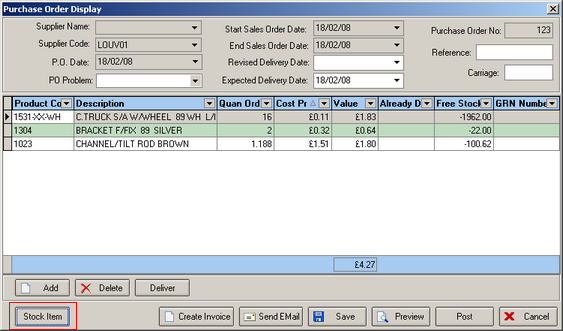 Purchase Order Display
Supplier Name: Start Sales Order Date: 18/02/08 Purchase Order No: 123
Supplier Code: LOUV01 End Sales Order Date: 18/02/08 Reference:
P.O. Date: 18/02/08 Revised Delivery Date: Carriage:
PO Problem: Expected Delivery Date: 18/02/08
Product Co Description Quan Ord Cost Pr Value Already D Free Stock GRN Numbe
1531-XX-WH C.TRUCK S/A W/WHEEL 89 WH L/I 16 £0.11 £1.83 -1962.00
1304 BRACKET F/FIX 89 SILVER 2 £0.32 £0.64 -22.00
1023 CHANNEL/TILT ROD BROWN 1.188 £1.51 £1.80 -100.62
£4.27
Add Delete Deliver
Stock Item Create Invoice Send EMail Save Preview Post Cancel